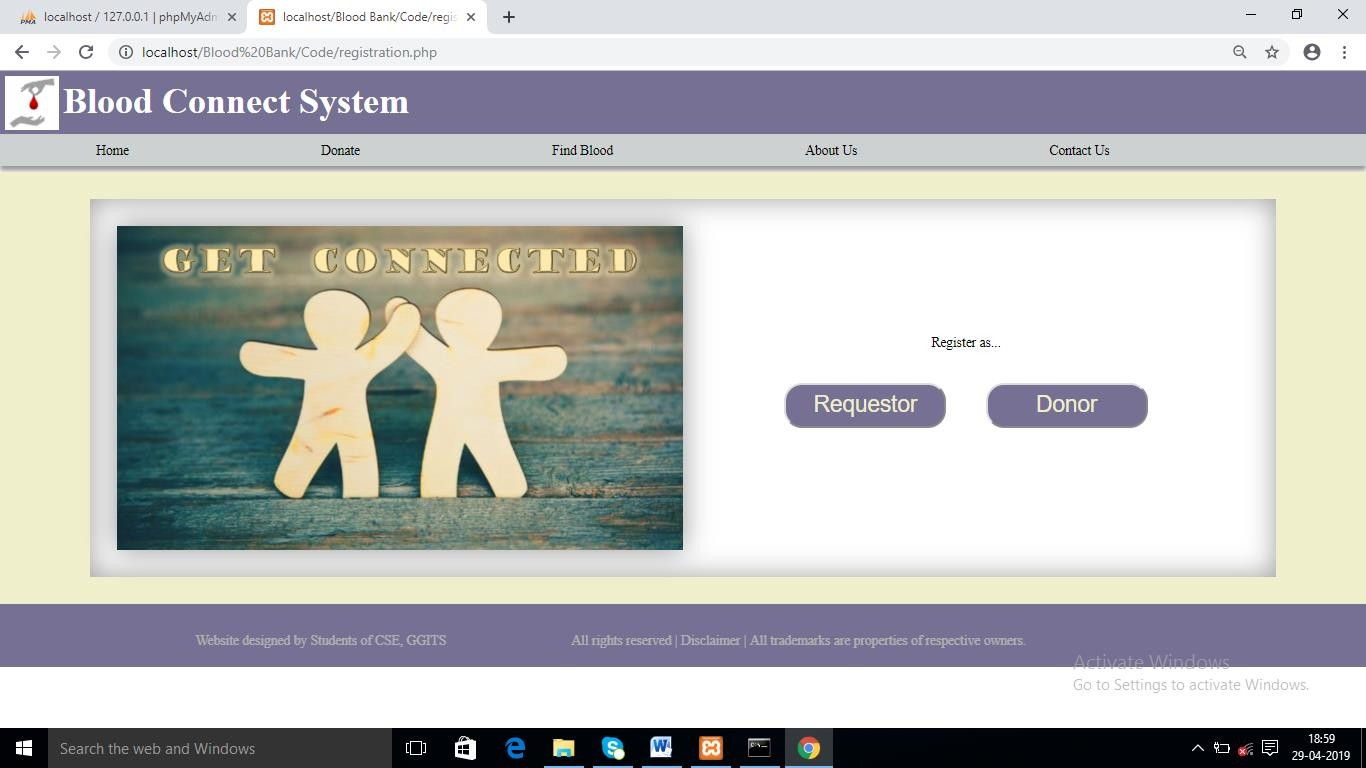 localhost / 127.0.0.1 | phpMyAdm
localhost/Blood Bank/Code/regis
localhost/Blood%20Bank/Code/registration.php
Blood Connect System
Home Donate Find Blood About Us Contact Us
GET CONNECTED
Register as...
Requestor Donor
Website designed by Students of CSE, GGITS All rights reserved | Disclaimer | All trademarks are properties of respective owners.
Activate Windows
Go to Settings to activate Windows.
Search the web and Windows
18:59
29-04-2019